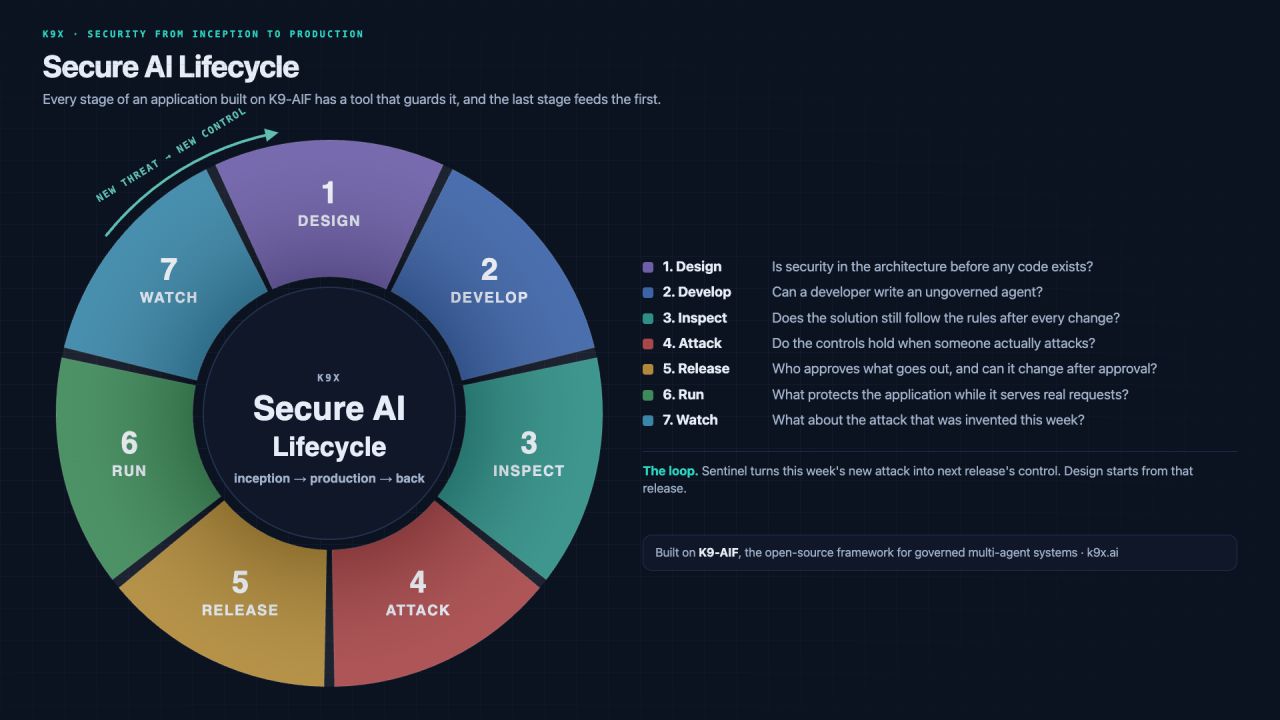 K9X · SECURITY FROM INCEPTION TO PRODUCTION
Secure AI Lifecycle
Every stage of an application built on K9-AIF has a tool that guards it, and the last stage feeds the first.
NEW THREAT → NEW CONTROL
1
DESIGN
2
DEVELOP
3
INSPECT
4
ATTACK
5
RELEASE
6
RUN
7
WATCH
K9X
Secure AI
Lifecycle
inception → production → back
1. Design Is security in the architecture before any code exists?
2. Develop Can a developer write an ungoverned agent?
3. Inspect Does the solution still follow the rules after every change?
4. Attack Do the controls hold when someone actually attacks?
5. Release Who approves what goes out, and can it change after approval?
6. Run What protects the application while it serves real requests?
7. Watch What about the attack that was invented this week?
The loop. Sentinel turns this week's new attack into next release's control. Design starts from that
release.
Built on K9-AIF, the open-source framework for governed multi-agent systems · k9x.ai